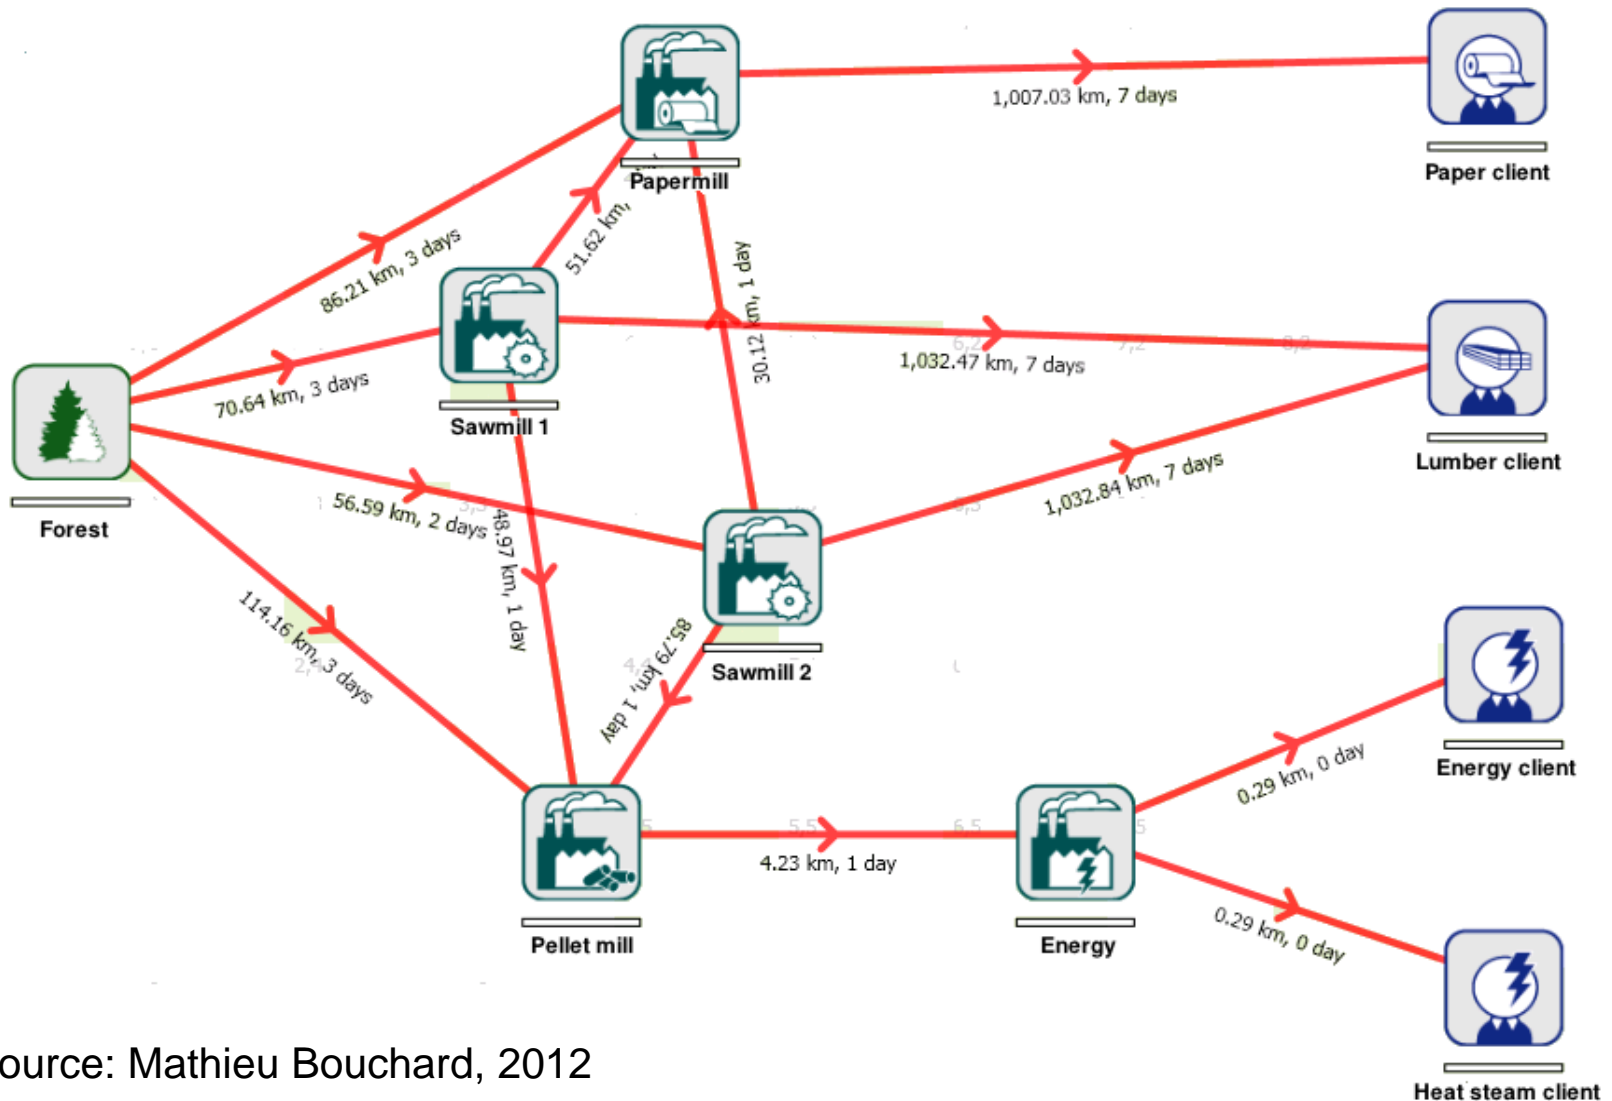 1,007.03 km, 7 days
Paper client
Papermill
51.62 km,
86.21 km, 3 days
30.12 km, 1 day
1,032.47 km, 7 days
70.64 km, 3 days
Sawmill 1
Lumber client
1,032.84 km, 7 days
56.59 km, 2 days
Forest
48.97 km, 1 day
114.16 km, 3 days
85.79 km, 1 day
Sawmill 2
Energy client
0.29 km, 0 day
4.23 km, 1 day
0.29 km, 0 day
Pellet mill
Energy
ource: Mathieu Bouchard, 2012
Heat steam client